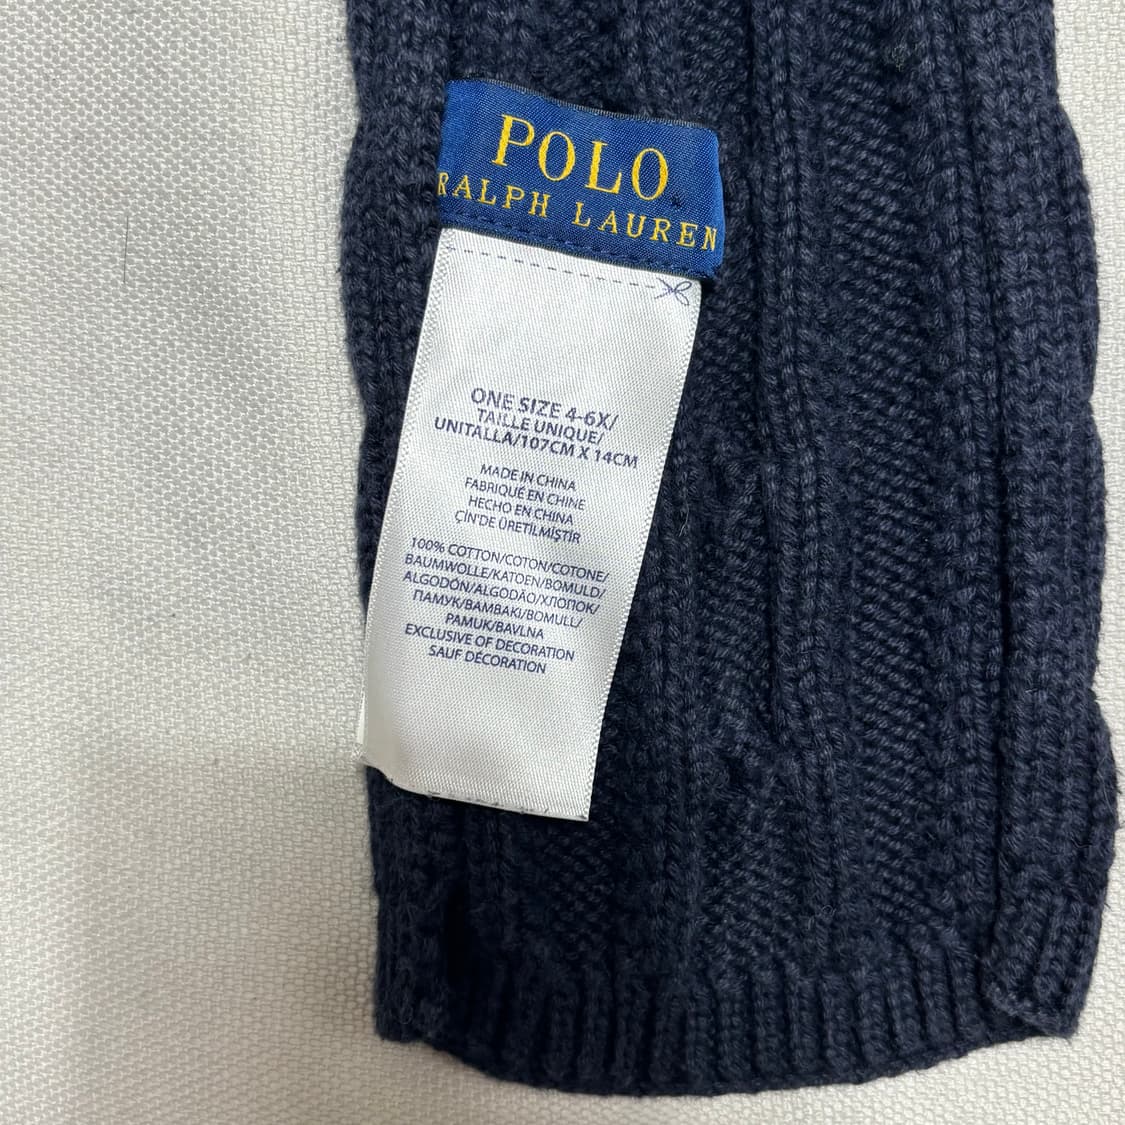 POLO
RALPH LAUREN
ONE SIZE 4-6X/
TAILLE UNIQUE/
UNITALLA/107CM X 14CM
MADE IN CHINA
FABRIQUÉ EN CHINE
HECHO EN CHINA
ÇİN'DE ÜRETİLMİŞTİR
100% COTTON/COTON/COTONE/
BAUMWOLLE/KATOEN/BOMULD/
ALGODÓN/ALGODÃO/ХЛОПОК/
ПАМУК/BAMBAKI/BOMULL/
PAMUK/BAVLNA
EXCLUSIVE OF DECORATION
SAUF DÉCORATION